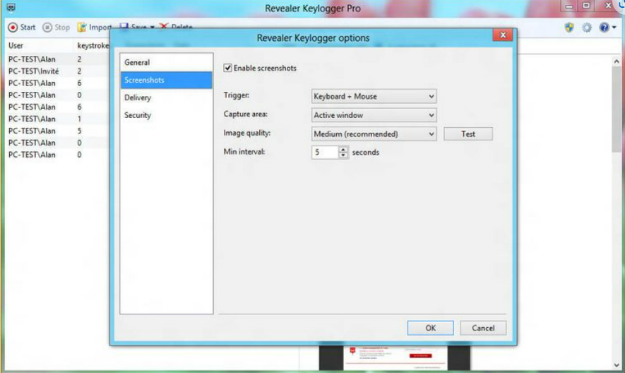 Revealer Keylogger Pro
Start Stop Import Save Delete
User keystroke
PC-TEST\Alan 2
PC-TEST\Invité 2
PC-TEST\Alan 6
PC-TEST\Alan 0
PC-TEST\Alan 6
PC-TEST\Alan 1
PC-TEST\Alan 5
PC-TEST\Alan 0
PC-TEST\Alan 0
Revealer Keylogger options
General
Screenshots
Delivery
Security
Enable screenshots
Trigger: Keyboard + Mouse
Capture area: Active window
Image quality: Medium (recommended) Test
Min interval: 5 seconds
OK Cancel